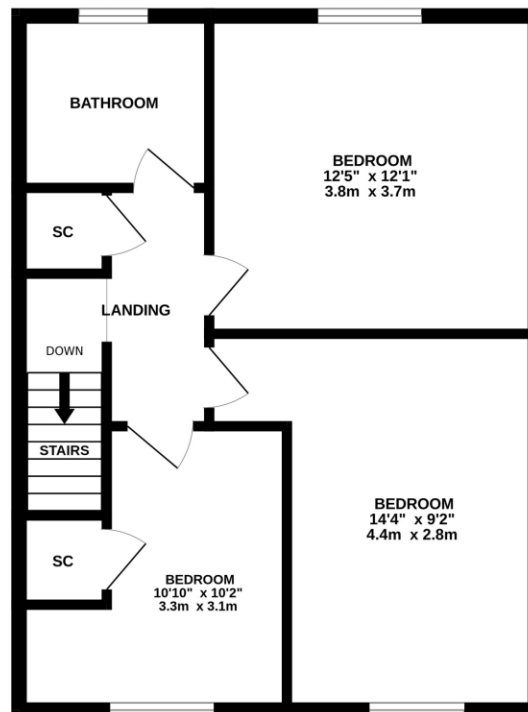 BATHROOM
BEDROOM
12'5" x 12'1"
3.8m x 3.7m
SC
LANDING
DOWN
STAIRS
BEDROOM
14'4" x 9'2"
4.4m x 2.8m
SC
BEDROOM
10'10" x 10'2"
3.3m x 3.1m